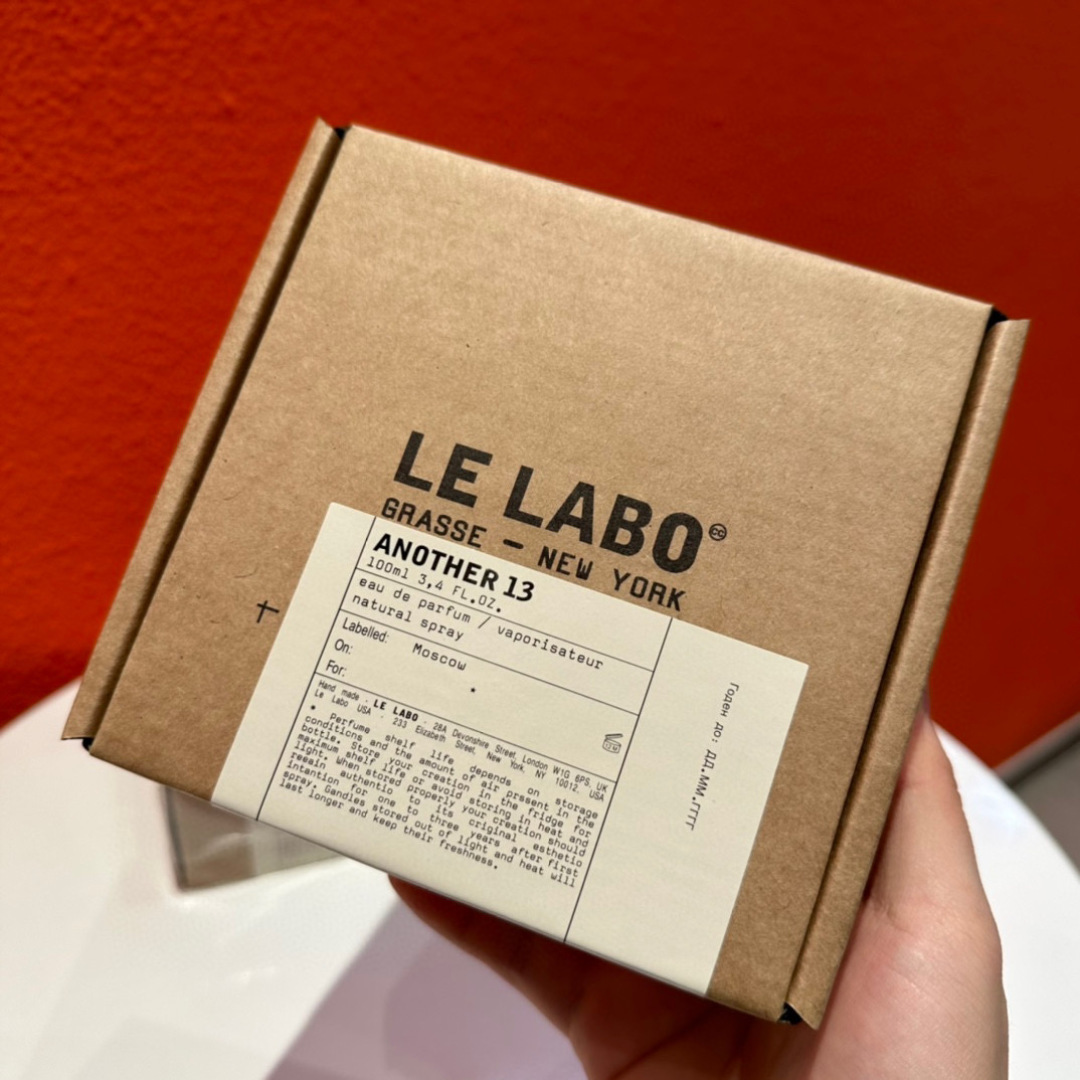 LE LABO
GRASSE — NEW YORK
ANOTHER 13
100ml 3,4 FL.OZ.
eau de parfum / vaporisateur
natural spray
Labelled: Moscow
On:
For:
Hand made - LE LABO - 28A Devonshire Street, London W1G 6PS, UK
Le Labo USA - 233 Elizabeth Street, New York, NY 10012, USA
* Perfume shelf life depends on storage
conditions and the amount of air present in the
bottle. Store your creation in the fridge for
maximum shelf life or avoid storing in heat and
light. When stored properly your creation should
remain authentic to its original esthetic
intention for one to three years after first
spray. Candles stored out of light and heat will
last longer and keep their freshness.
Годен до: ДД.ММ.ГГГГ